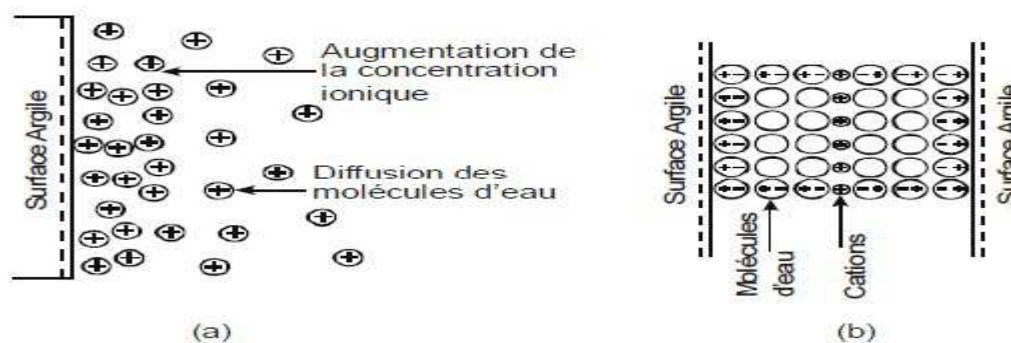 Surface Argile
Augmentation de
la concentration
ionique
Diffusion des
molécules d'eau
(a)
Surface Argile
Molécules
d'eau
Cations
Surface Argile
(b)